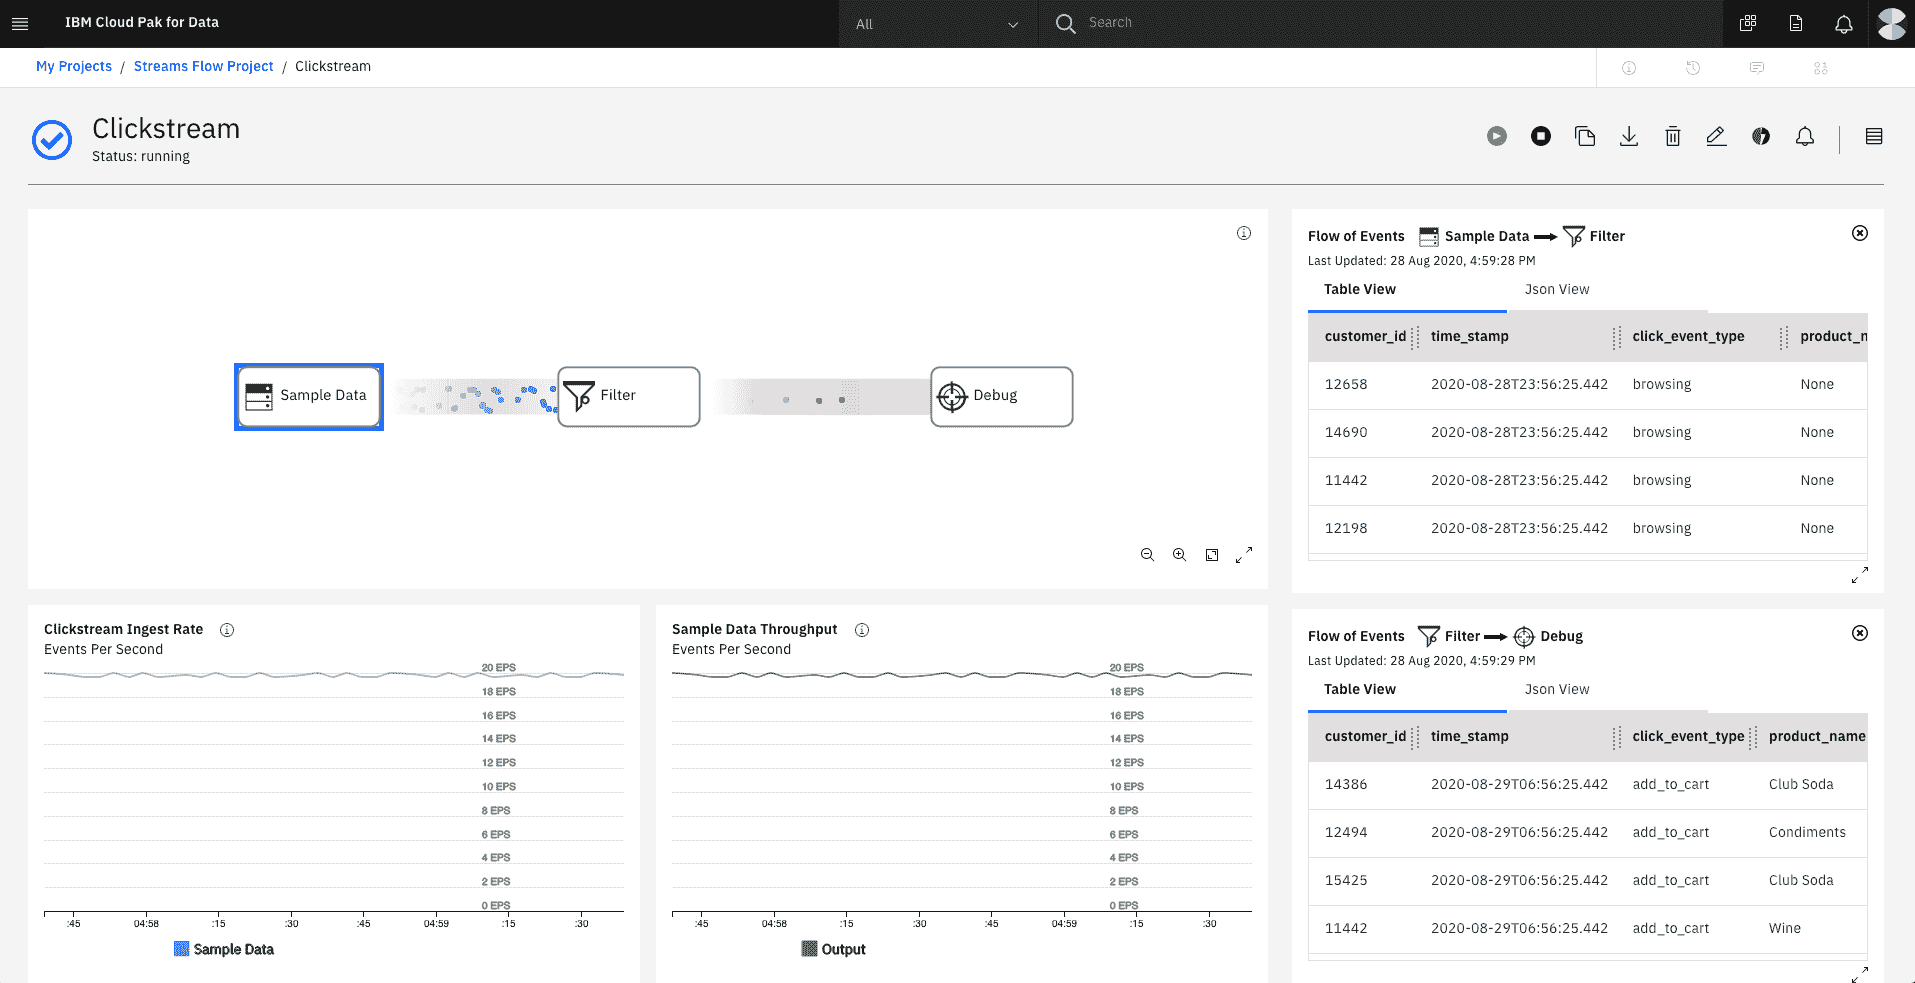 IBM Cloud Pak for Data
All
Search
My Projects / Streams Flow Project / Clickstream
Clickstream
Status: running
Sample Data
Filter
Debug
Flow of Events Sample Data Filter
Last Updated: 28 Aug 2020, 4:59:28 PM
Table View Json View
customer_id time_stamp click_event_type product_n
12658 2020-08-28T23:56:25.442 browsing None
14690 2020-08-28T23:56:25.442 browsing None
11442 2020-08-28T23:56:25.442 browsing None
12198 2020-08-28T23:56:25.442 browsing None
Clickstream Ingest Rate
Events Per Second
20 EPS
18 EPS
16 EPS
14 EPS
12 EPS
10 EPS
8 EPS
6 EPS
4 EPS
2 EPS
0 EPS
:45 04:58 :15 :30 :45 04:59 :15 :30
Sample Data
Sample Data Throughput
Events Per Second
20 EPS
18 EPS
16 EPS
14 EPS
12 EPS
10 EPS
8 EPS
6 EPS
4 EPS
2 EPS
0 EPS
:45 04:58 :15 :30 :45 04:59 :15 :30
Output
Flow of Events Filter Debug
Last Updated: 28 Aug 2020, 4:59:29 PM
Table View Json View
customer_id time_stamp click_event_type product_name
14386 2020-08-29T06:56:25.442 add_to_cart Club Soda
12494 2020-08-29T06:56:25.442 add_to_cart Condiments
15425 2020-08-29T06:56:25.442 add_to_cart Club Soda
11442 2020-08-29T06:56:25.442 add_to_cart Wine